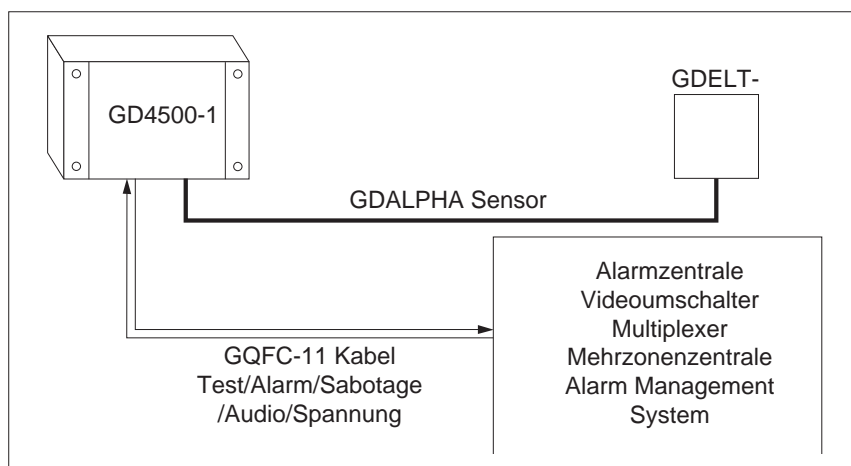 GD4500-1
GDELT-
GDALPHA Sensor
GQFC-11 Kabel
Test/Alarm/Sabotage
/Audio/Spannung
Alarmzentrale
Videoumschalter
Multiplexer
Mehrzonenzentrale
Alarm Management
System